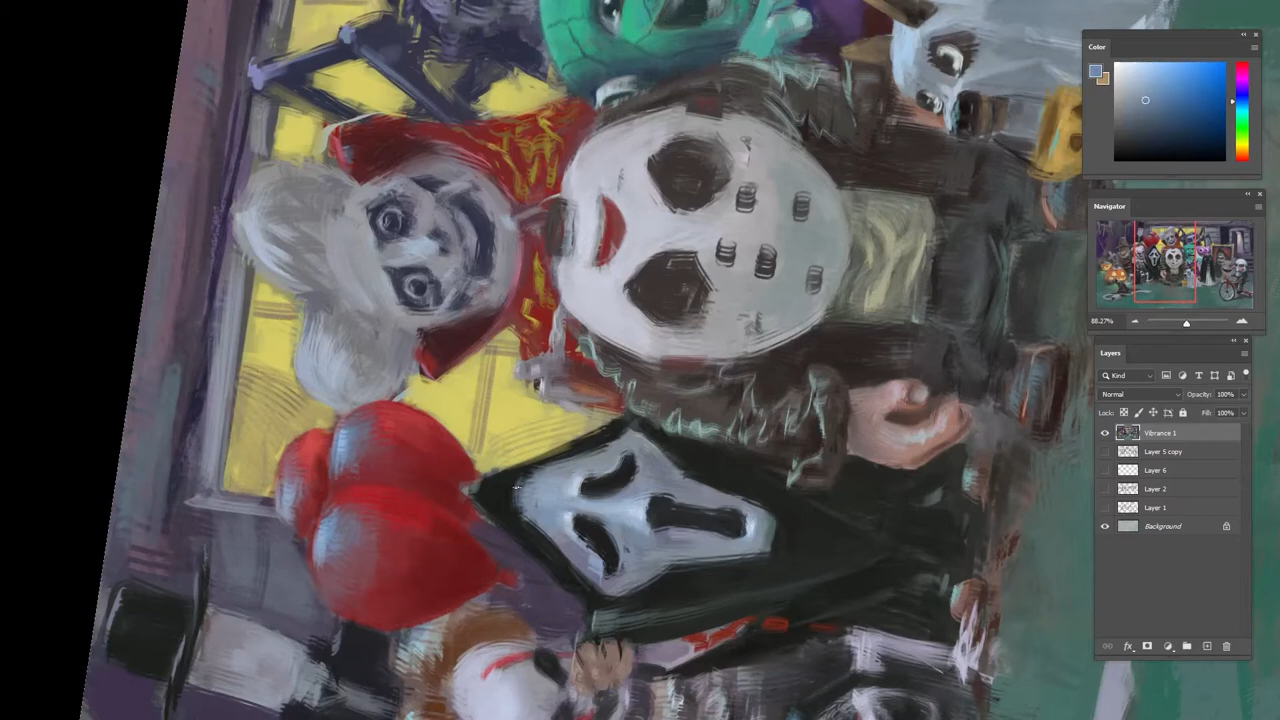 Color
Navigator
88.27%
Layers
Kind
Normal
Opacity: 100%
Lock:
Fill: 100%
Vibrance 1
Layer 5 copy
Layer 6
Layer 2
Layer 1
Background
fx